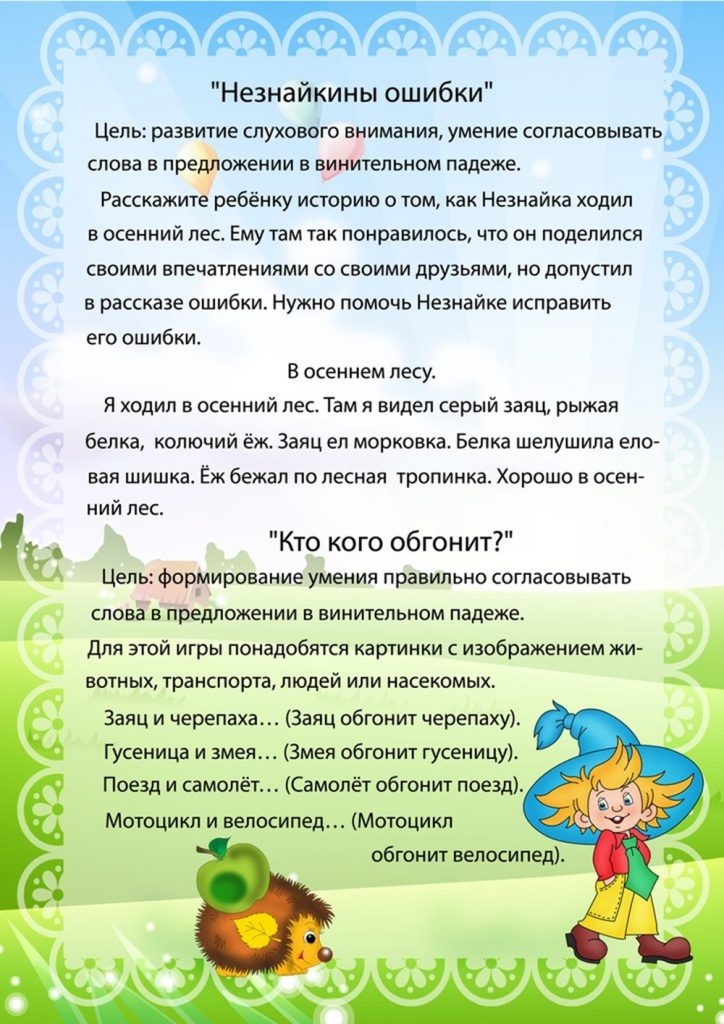 "Незнайкины ошибки"
Цель: развитие слухового внимания, умение согласовывать
слова в предложении в винительном падеже.
Расскажите ребёнку историю о том, как Незнайка ходил
в осенний лес. Ему там так понравилось, что он поделился
своими впечатлениями со своими друзьями, но допустил
в рассказе ошибки. Нужно помочь Незнайке исправить
его ошибки.
В осеннем лесу.
Я ходил в осенний лес. Там я видел серый заяц, рыжая
белка, колючий ёж. Заяц ел морковка. Белка шелушила ело-
вая шишка. Ёж бежал по лесная тропинка. Хорошо в осен-
ний лес.
"Кто кого обгонит?"
Цель: формирование умения правильно согласовывать
слова в предложении в винительном падеже.
Для этой игры понадобятся картинки с изображением жи-
вотных, транспорта, людей или насекомых.
Заяц и черепаха… (Заяц обгонит черепаху).
Гусеница и змея… (Змея обгонит гусеницу).
Поезд и самолёт… (Самолёт обгонит поезд).
Мотоцикл и велосипед… (Мотоцикл
обгонит велосипед).